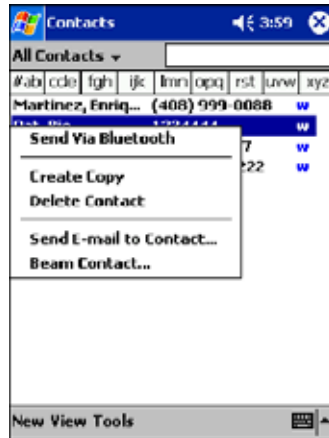 Contacts 3:59
All Contacts
#ab cde fgh ijk lmn opq rst uvw xyz
Martinez, Enriq... (408) 999-0088 w
w
Send Via Bluetooth
7 w
Create Copy
:22 w
Delete Contact
Send E-mail to Contact...
Beam Contact...
New View Tools